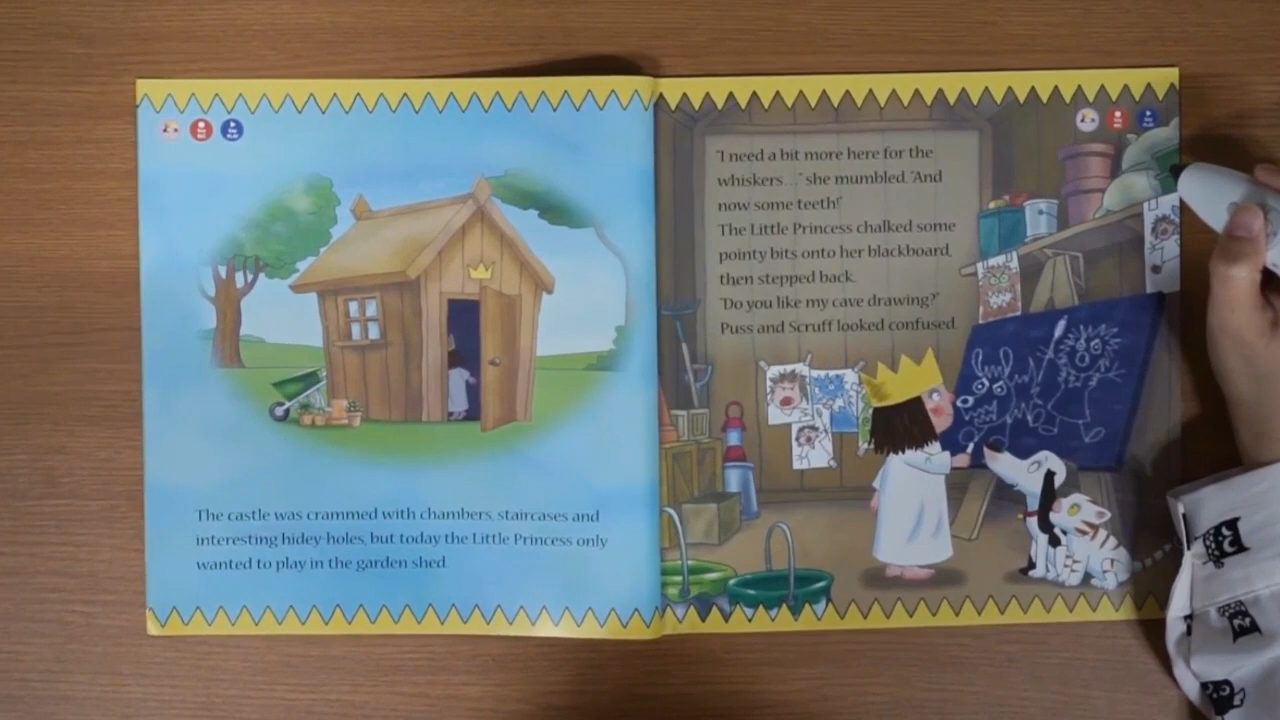 The castle was crammed with chambers, staircases and
interesting hidey-holes, but today the Little Princess only
wanted to play in the garden shed.
"I need a bit more here for the
whiskers..." she mumbled. "And
now some teeth!"
The Little Princess chalked some
pointy bits onto her blackboard,
then stepped back.
"Do you like my cave drawing?"
Puss and Scruff looked confused.